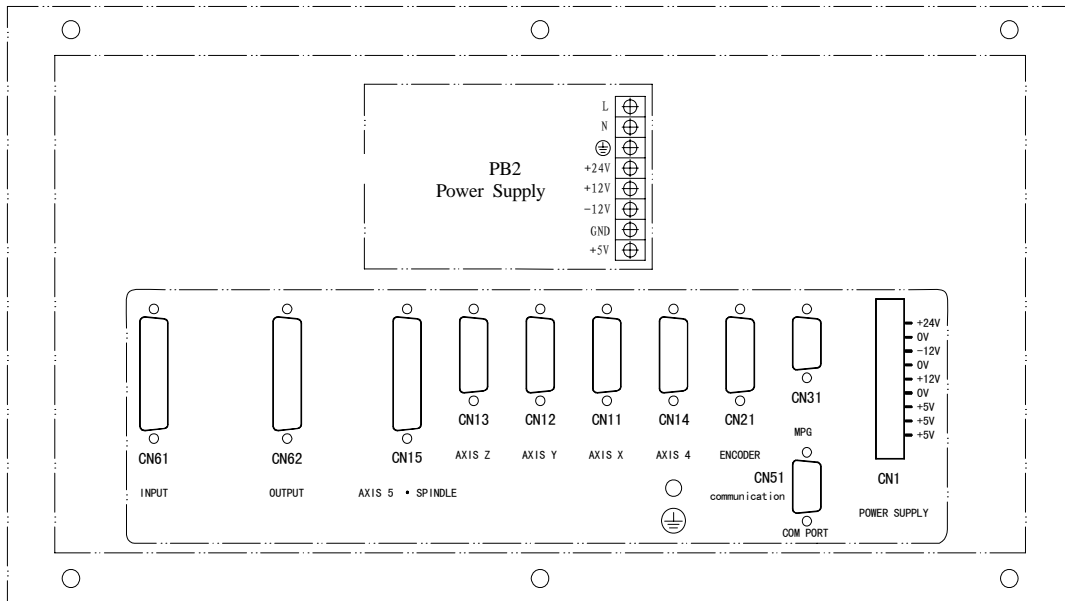 L
N
PB2
Power Supply
+24V
+12V
-12V
GND
+5V
+24V
0V
-12V
0V
+12V
0V
+5V
+5V
+5V
CN61
INPUT
CN62
OUTPUT
CN15
AXIS 5 • SPINDLE
CN13
AXIS Z
CN12
AXIS Y
CN11
AXIS X
CN14
AXIS 4
CN21
ENCODER
CN31
MPG
CN51
communication
COM PORT
CN1
POWER SUPPLY